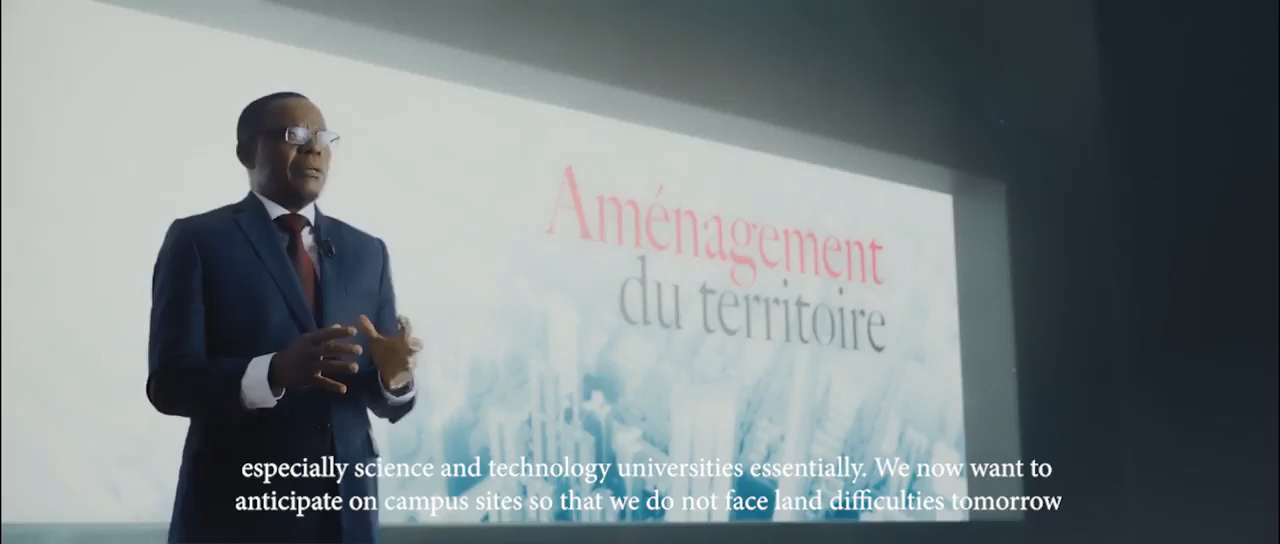 Aménagement
du territoire
especially science and technology universities essentially. We now want to
anticipate on campus sites so that we do not face land difficulties tomorrow